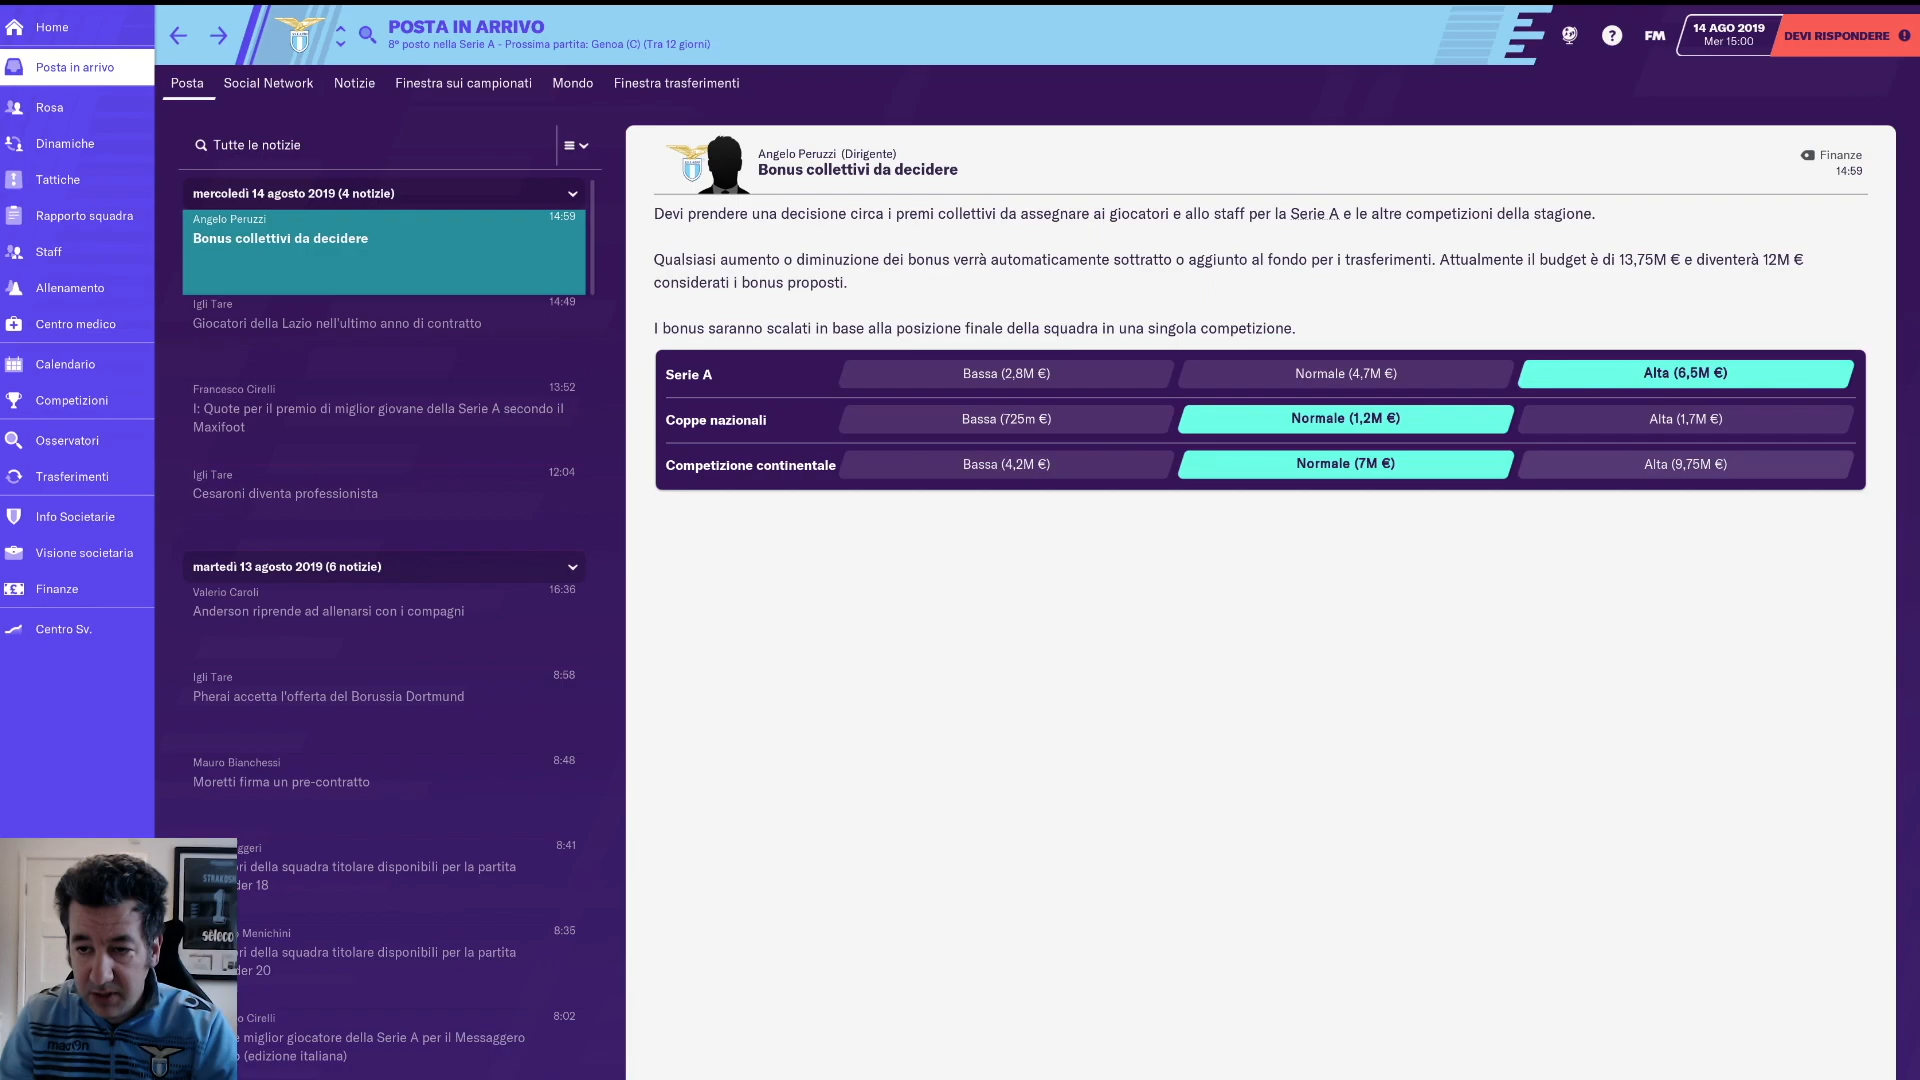 Home
Posta in arrivo
Rosa
Dinamiche
Tattiche
Rapporto squadra
Staff
Allenamento
Centro medico
Calendario
Competizioni
Osservatori
Trasferimenti
Info Societarie
Visione societaria
Finanze
Centro Sv.
POSTA IN ARRIVO
8° posto nella Serie A - Prossima partita: Genoa (C) (Tra 12 giorni)
FM
14 AGO 2019
Mer 15:00
DEVI RISPONDERE
Posta
Social Network
Notizie
Finestra sui campionati
Mondo
Finestra trasferimenti
Tutte le notizie
mercoledì 14 agosto 2019 (4 notizie)
Angelo Peruzzi 14:59
Bonus collettivi da decidere
Igli Tare 14:49
Giocatori della Lazio nell'ultimo anno di contratto
Francesco Cirelli 13:52
I: Quote per il premio di miglior giovane della Serie A secondo il
Maxifoot
Igli Tare 12:04
Cesaroni diventa professionista
martedì 13 agosto 2019 (6 notizie)
Valerio Caroli 16:36
Anderson riprende ad allenarsi con i compagni
Igli Tare 8:58
Pherai accetta l'offerta del Borussia Dortmund
Mauro Bianchessi 8:48
Moretti firma un pre-contratto
ggeri 8:41
ri della squadra titolare disponibili per la partita
der 18
Menichini 8:35
ri della squadra titolare disponibili per la partita
der 20
o Cirelli 8:02
e miglior giocatore della Serie A per il Messaggero
(edizione italiana)
STRAKOSHA
1
séleco
macron
Angelo Peruzzi (Dirigente)
Bonus collettivi da decidere
Finanze
14:59
Devi prendere una decisione circa i premi collettivi da assegnare ai giocatori e allo staff per la Serie A e le altre competizioni della stagione.
Qualsiasi aumento o diminuzione dei bonus verrà automaticamente sottratto o aggiunto al fondo per i trasferimenti. Attualmente il budget è di 13,75M € e diventerà 12M €
considerati i bonus proposti.
I bonus saranno scalati in base alla posizione finale della squadra in una singola competizione.
Serie A Bassa (2,8M €) Normale (4,7M €) Alta (6,5M €)
Coppe nazionali Bassa (725m €) Normale (1,2M €) Alta (1,7M €)
Competizione continentale Bassa (4,2M €) Normale (7M €) Alta (9,75M €)